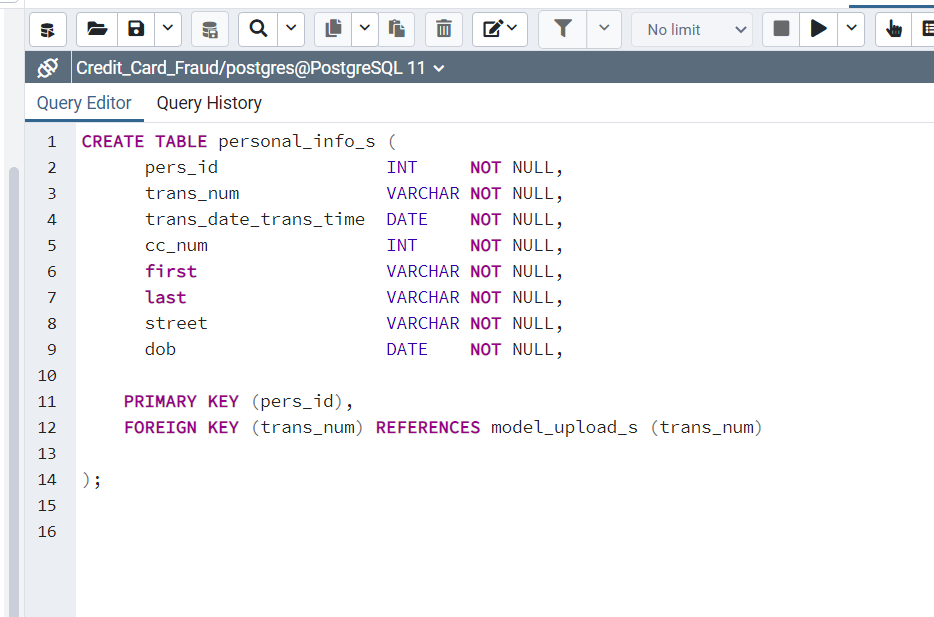 No limit
Credit_Card_Fraud/postgres@PostgreSQL 11
Query Editor Query History
1 CREATE TABLE personal_info_s (
2 pers_id INT NOT NULL,
3 trans_num VARCHAR NOT NULL,
4 trans_date_trans_time DATE NOT NULL,
5 cc_num INT NOT NULL,
6 first VARCHAR NOT NULL,
7 last VARCHAR NOT NULL,
8 street VARCHAR NOT NULL,
9 dob DATE NOT NULL,
10
11 PRIMARY KEY (pers_id),
12 FOREIGN KEY (trans_num) REFERENCES model_upload_s (trans_num)
13
14 );
15
16